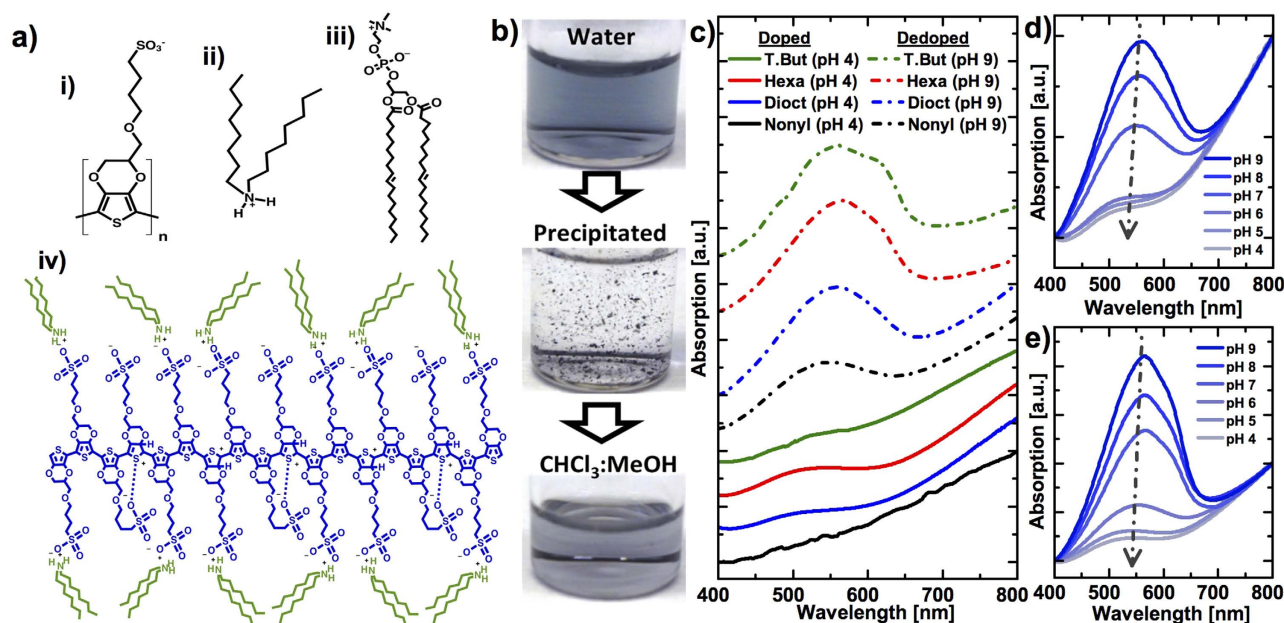 a)
i)
SO₃⁻
O
O
O
S
n
ii)
H
N
H
+
iii)
N
+
O
O
P
O⁻
O
O
O
O
O
iv)
b)
Water
Precipitated
CHCl₃:MeOH
c)
Doped
Dedoped
T.But (pH 4)
T.But (pH 9)
Hexa (pH 4)
Hexa (pH 9)
Dioct (pH 4)
Dioct (pH 9)
Nonyl (pH 4)
Nonyl (pH 9)
Absorption [a.u.]
400 500 600 700 800
Wavelength [nm]
d)
Absorption [a.u.]
pH 9
pH 8
pH 7
pH 6
pH 5
pH 4
400 500 600 700 800
Wavelength [nm]
e)
Absorption [a.u.]
pH 9
pH 8
pH 7
pH 6
pH 5
pH 4
400 500 600 700 800
Wavelength [nm]